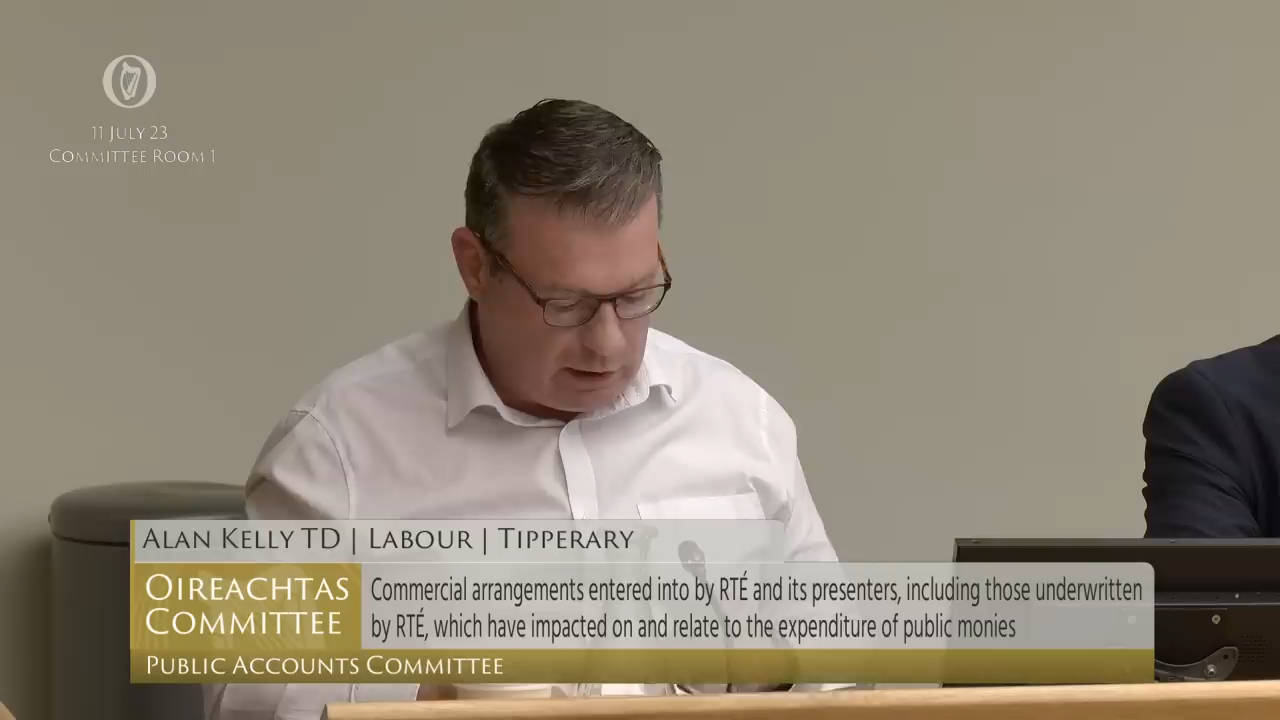 11 JULY 23
COMMITTEE ROOM 1
ALAN KELLY TD | LABOUR | TIPPERARY
OIREACHTAS
COMMITTEE
Commercial arrangements entered into by RTÉ and its presenters, including those underwritten
by RTÉ, which have impacted on and relate to the expenditure of public monies
PUBLIC ACCOUNTS COMMITTEE